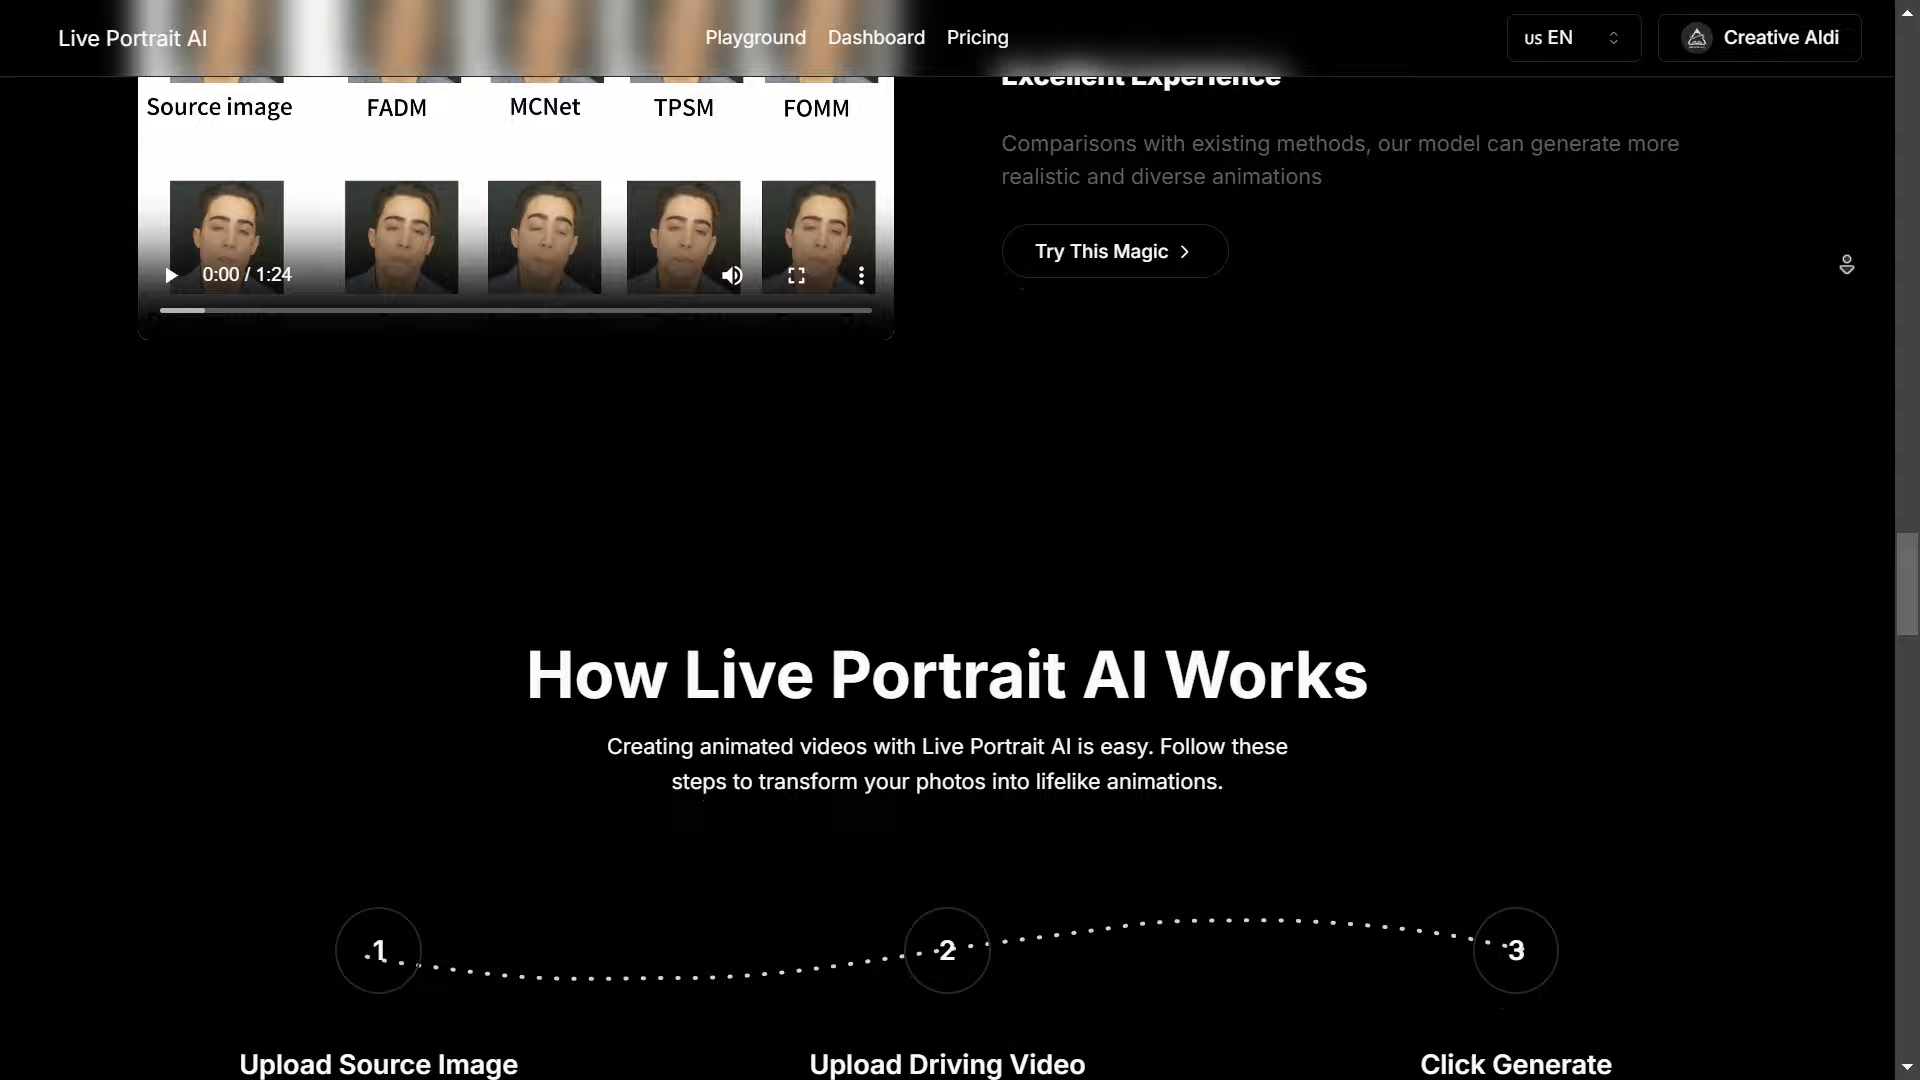 Live Portrait AI
Playground Dashboard Pricing
us EN
Creative Aldi
Excellent Experience
Source image FADM MCNet TPSM FOMM
Comparisons with existing methods, our model can generate more
realistic and diverse animations
Try This Magic
0:00 / 1:24
How Live Portrait AI Works
Creating animated videos with Live Portrait AI is easy. Follow these
steps to transform your photos into lifelike animations.
1 2 3
Upload Source Image Upload Driving Video Click Generate